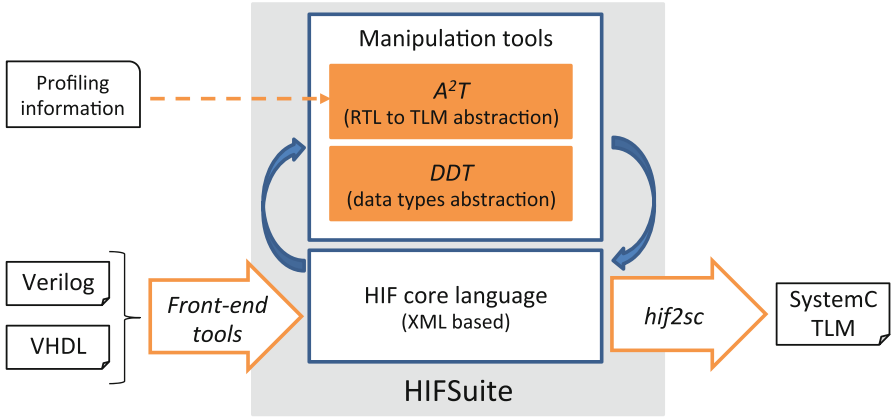 Manipulation tools
Profiling
information
A²T
(RTL to TLM abstraction)
DDT
(data types abstraction)
Verilog
VHDL
Front-end
tools
HIF core language
(XML based)
hif2sc
SystemC
TLM
HIFSuite